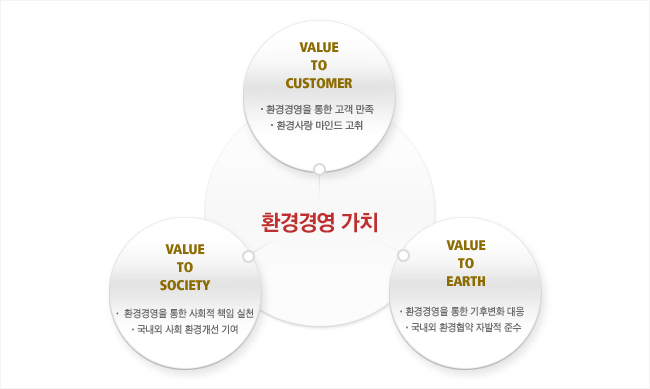 VALUE
TO
CUSTOMER
· 환경경영을 통한 고객 만족
· 환경사랑 마인드 고취
환경경영 가치
VALUE
TO
SOCIETY
· 환경경영을 통한 사회적 책임 실천
· 국내외 사회 환경개선 기여
VALUE
TO
EARTH
· 환경경영을 통한 기후변화 대응
· 국내외 환경협약 자발적 준수